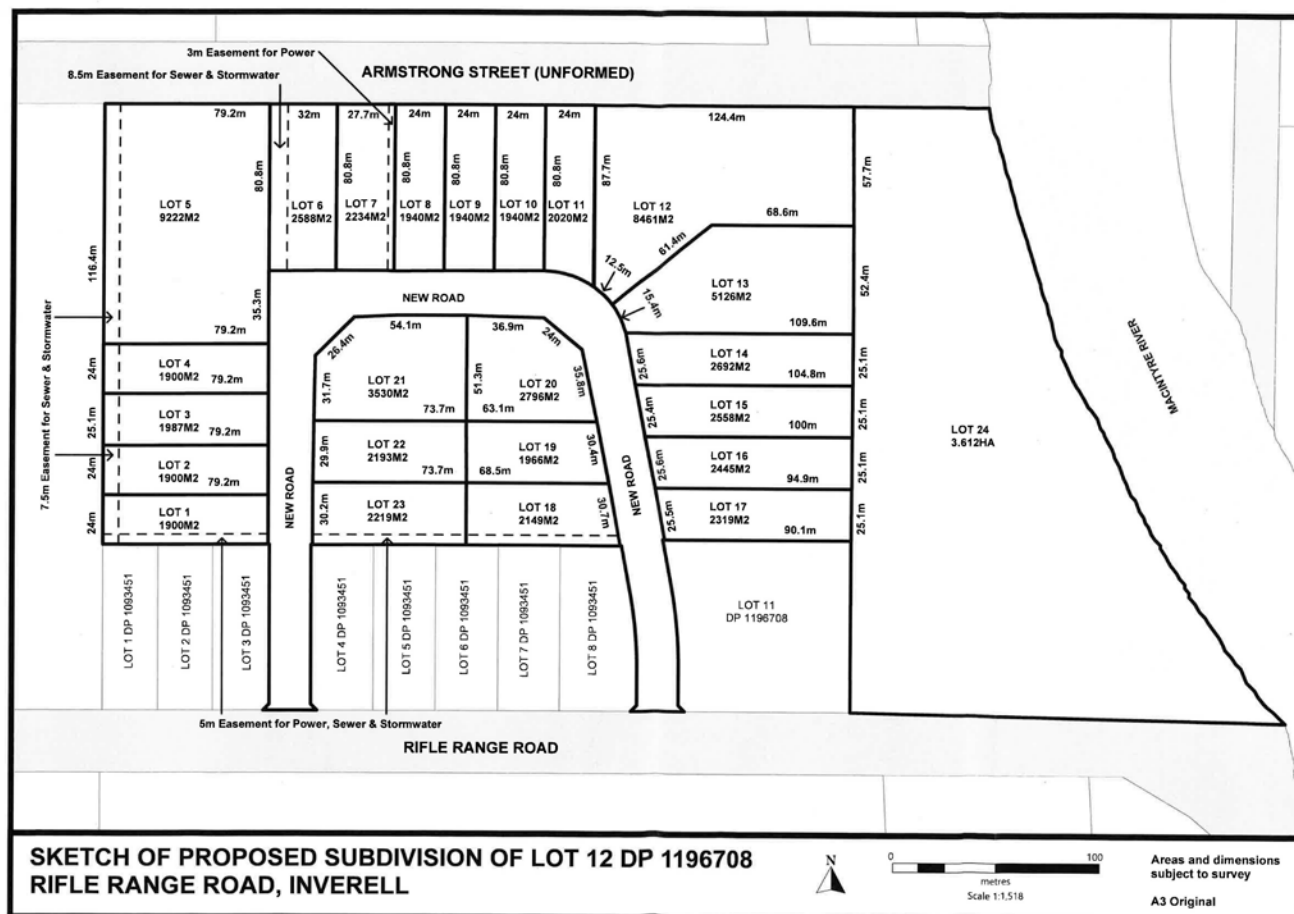 3m Easement for Power
8.5m Easement for Sewer & Stormwater
ARMSTRONG STREET (UNFORMED)
79.2m
32m
27.7m
24m
24m
24m
24m
124.4m
80.8m
80.8m
80.8m
80.8m
80.8m
80.8m
87.7m
57.7m
LOT 5
9222M2
LOT 6
2588M2
LOT 7
2234M2
LOT 8
1940M2
LOT 9
1940M2
LOT 10
1940M2
LOT 11
2020M2
LOT 12
8461M2
68.6m
61.4m
12.5m
15.4m
116.4m
35.3m
79.2m
NEW ROAD
LOT 13
5126M2
52.4m
109.6m
7.5m Easement for Sewer & Stormwater
54.1m
36.9m
26.4m
24m
24m
LOT 4
1900M2
79.2m
31.7m
LOT 21
3530M2
73.7m
51.3m
LOT 20
2796M2
63.1m
35.8m
25.6m
LOT 14
2692M2
104.8m
25.1m
MACINTYRE RIVER
25.1m
LOT 3
1987M2
79.2m
25.4m
LOT 15
2558M2
100m
25.1m
LOT 24
3.612HA
24m
LOT 2
1900M2
79.2m
29.9m
LOT 22
2193M2
73.7m
LOT 19
1966M2
68.5m
30.4m
25.6m
LOT 16
2445M2
94.9m
25.1m
24m
LOT 1
1900M2
NEW ROAD
30.2m
LOT 23
2219M2
LOT 18
2149M2
30.7m
NEW ROAD
25.5m
LOT 17
2319M2
90.1m
25.1m
LOT 1 DP 1093451
LOT 2 DP 1093451
LOT 3 DP 1093451
LOT 4 DP 1093451
LOT 5 DP 1093451
LOT 6 DP 1093451
LOT 7 DP 1093451
LOT 8 DP 1093451
LOT 11
DP 1196708
5m Easement for Power, Sewer & Stormwater
RIFLE RANGE ROAD
SKETCH OF PROPOSED SUBDIVISION OF LOT 12 DP 1196708
RIFLE RANGE ROAD, INVERELL
N
0
100
metres
Scale 1:1,518
Areas and dimensions
subject to survey
A3 Original